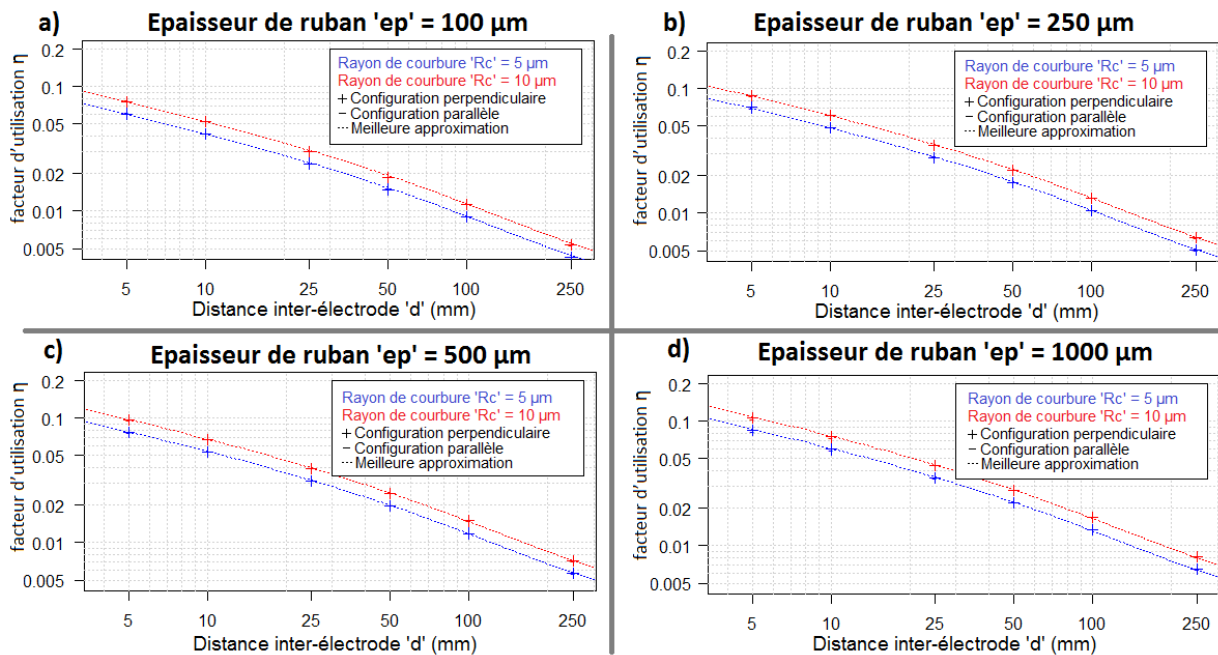 a) Epaisseur de ruban 'ep' = 100 µm
facteur d'utilisation η
0.2
0.1
0.05
0.02
0.01
0.005
Rayon de courbure 'Rc' = 5 µm
Rayon de courbure 'Rc' = 10 µm
+ Configuration perpendiculaire
− Configuration parallèle
---- Meilleure approximation
5 10 25 50 100 250
Distance inter-électrode 'd' (mm)
b) Epaisseur de ruban 'ep' = 250 µm
facteur d'utilisation η
0.2
0.1
0.05
0.02
0.01
0.005
Rayon de courbure 'Rc' = 5 µm
Rayon de courbure 'Rc' = 10 µm
+ Configuration perpendiculaire
− Configuration parallèle
---- Meilleure approximation
5 10 25 50 100 250
Distance inter-électrode 'd' (mm)
c) Epaisseur de ruban 'ep' = 500 µm
facteur d'utilisation η
0.2
0.1
0.05
0.02
0.01
0.005
Rayon de courbure 'Rc' = 5 µm
Rayon de courbure 'Rc' = 10 µm
+ Configuration perpendiculaire
− Configuration parallèle
---- Meilleure approximation
5 10 25 50 100 250
Distance inter-électrode 'd' (mm)
d) Epaisseur de ruban 'ep' = 1000 µm
facteur d'utilisation η
0.2
0.1
0.05
0.02
0.01
0.005
Rayon de courbure 'Rc' = 5 µm
Rayon de courbure 'Rc' = 10 µm
+ Configuration perpendiculaire
− Configuration parallèle
---- Meilleure approximation
5 10 25 50 100 250
Distance inter-électrode 'd' (mm)